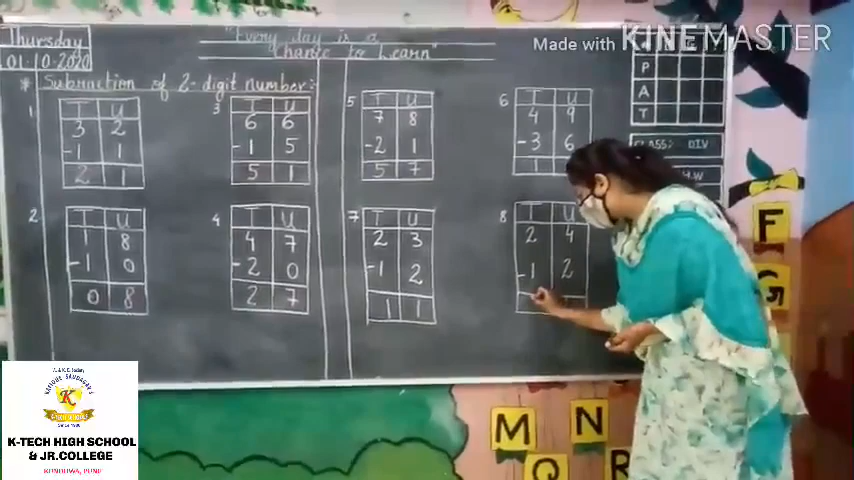 Thursday
01-10-2020
"Every day is a
Chance to Learn"
Made with KINEMASTER
P
A
T
CLASS: DIV
H.W
* Subtraction of 2-digit number:-
1
T U
3 2
-1 1
2 1
2
T U
1 8
-1 0
0 8
3
T U
6 6
-1 5
5 1
4
T U
4 7
-2 0
2 7
5
T U
7 8
-2 1
5 7
7
T U
2 3
-1 2
1 1
6
T U
4 9
-3 6
1
8
T U
2 4
-1 2
F
G
M
N
Q
R
K
K-TECH HIGH SCHOOL
& JR.COLLEGE
KONDHWA, PUNE